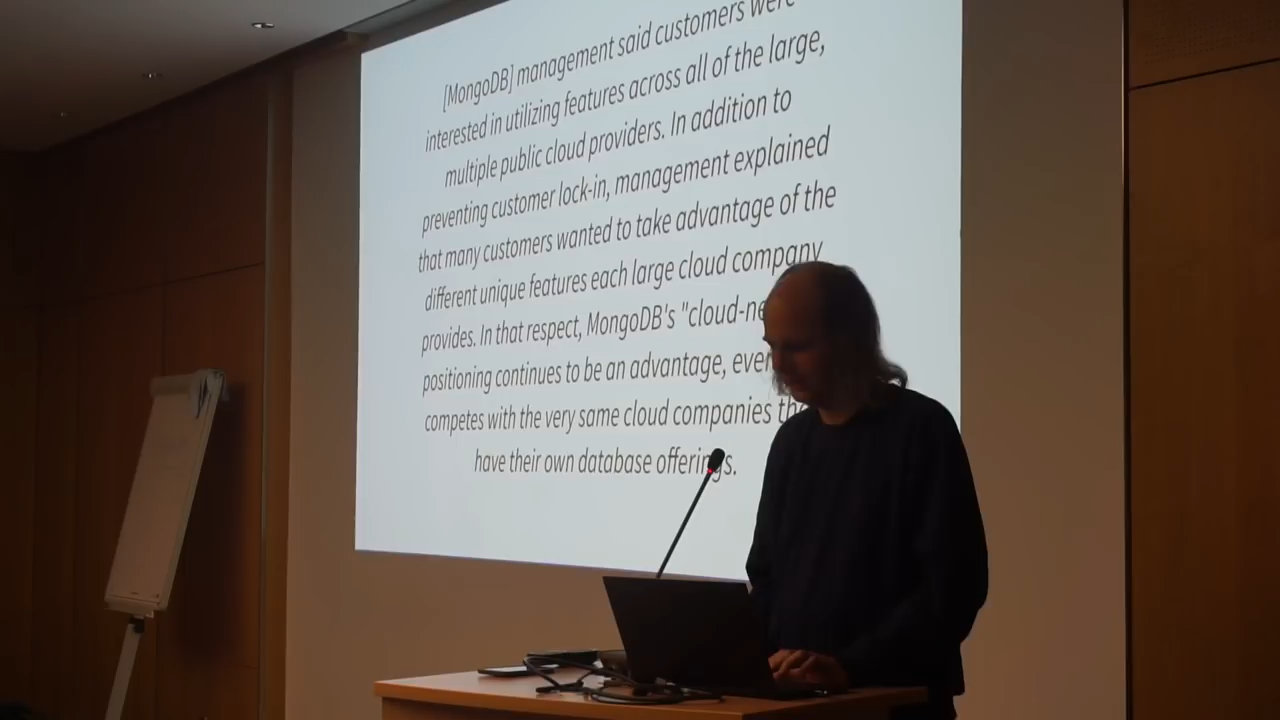 [MongoDB] management said customers were
interested in utilizing features across all of the large,
multiple public cloud providers. In addition to
preventing customer lock-in, management explained
that many customers wanted to take advantage of the
different unique features each large cloud company
provides. In that respect, MongoDB's "cloud-ne
positioning continues to be an advantage, even
competes with the very same cloud companies th
have their own database offerings.